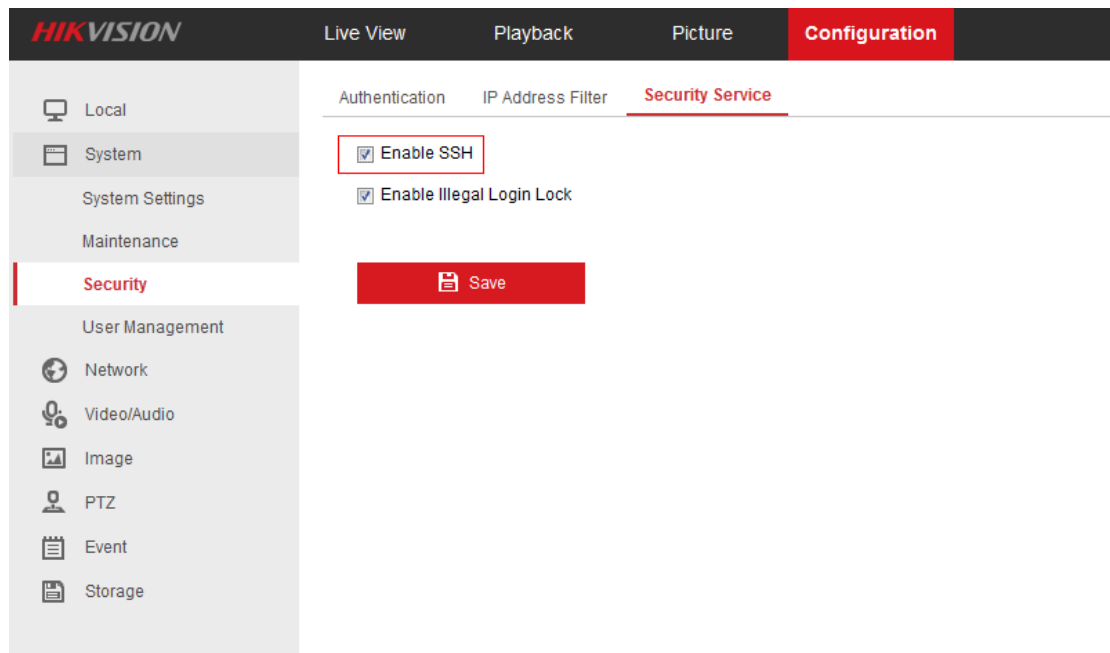 HIKVISION
Live View Playback Picture Configuration
Local
System
System Settings
Maintenance
Security
User Management
Network
Video/Audio
Image
PTZ
Event
Storage
Authentication IP Address Filter Security Service
Enable SSH
Enable Illegal Login Lock
Save